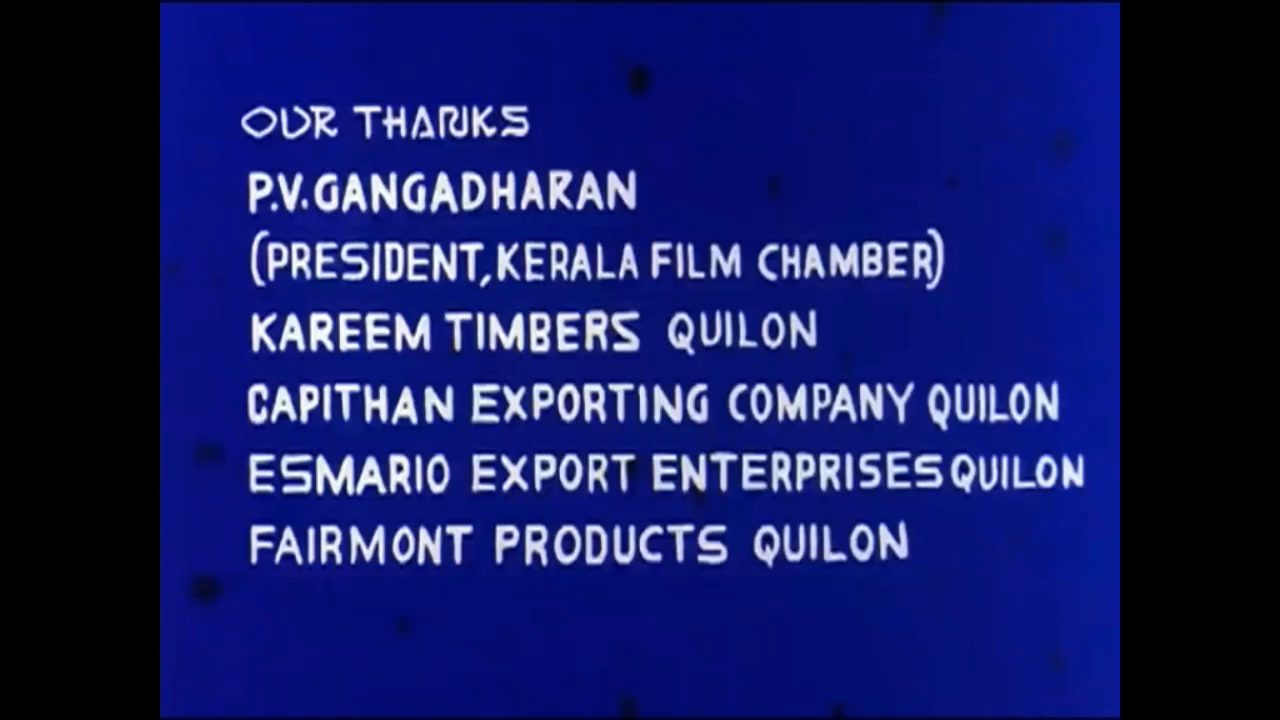 OUR THANKS
P.V.GANGADHARAN
(PRESIDENT,KERALA FILM CHAMBER)
KAREEM TIMBERS QUILON
CAPITHAN EXPORTING COMPANY QUILON
ESMARIO EXPORT ENTERPRISES QUILON
FAIRMONT PRODUCTS QUILON